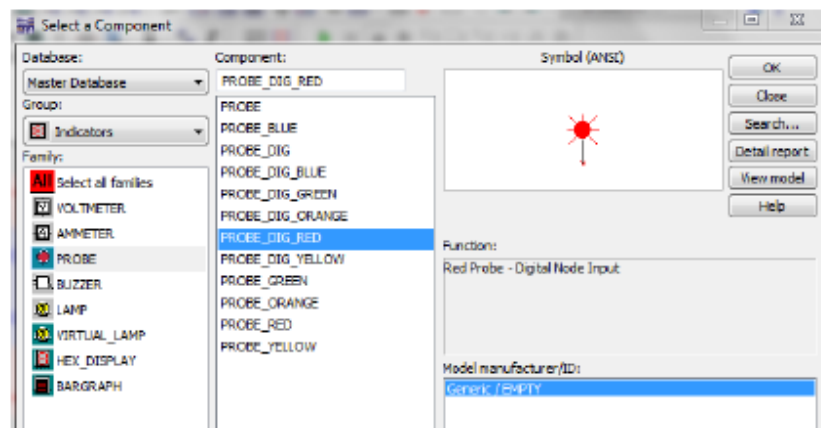 Select a Component
Database:
Master Database
Group:
Indicators
Family:
All Select all families
VOLTMETER
AMMETER
PROBE
BUZZER
LAMP
VIRTUAL_LAMP
HEX_DISPLAY
BARGRAPH
Component:
PROBE_DIG_RED
PROBE
PROBE_BLUE
PROBE_DIG
PROBE_DIG_BLUE
PROBE_DIG_GREEN
PROBE_DIG_ORANGE
PROBE_DIG_RED
PROBE_DIG_YELLOW
PROBE_GREEN
PROBE_ORANGE
PROBE_RED
PROBE_YELLOW
Symbol (ANSI)
Function:
Red Probe - Digital Node Input
Model manufacturer/ID:
Generic / EMPTY
OK
Close
Search...
Detail report
View model
Help